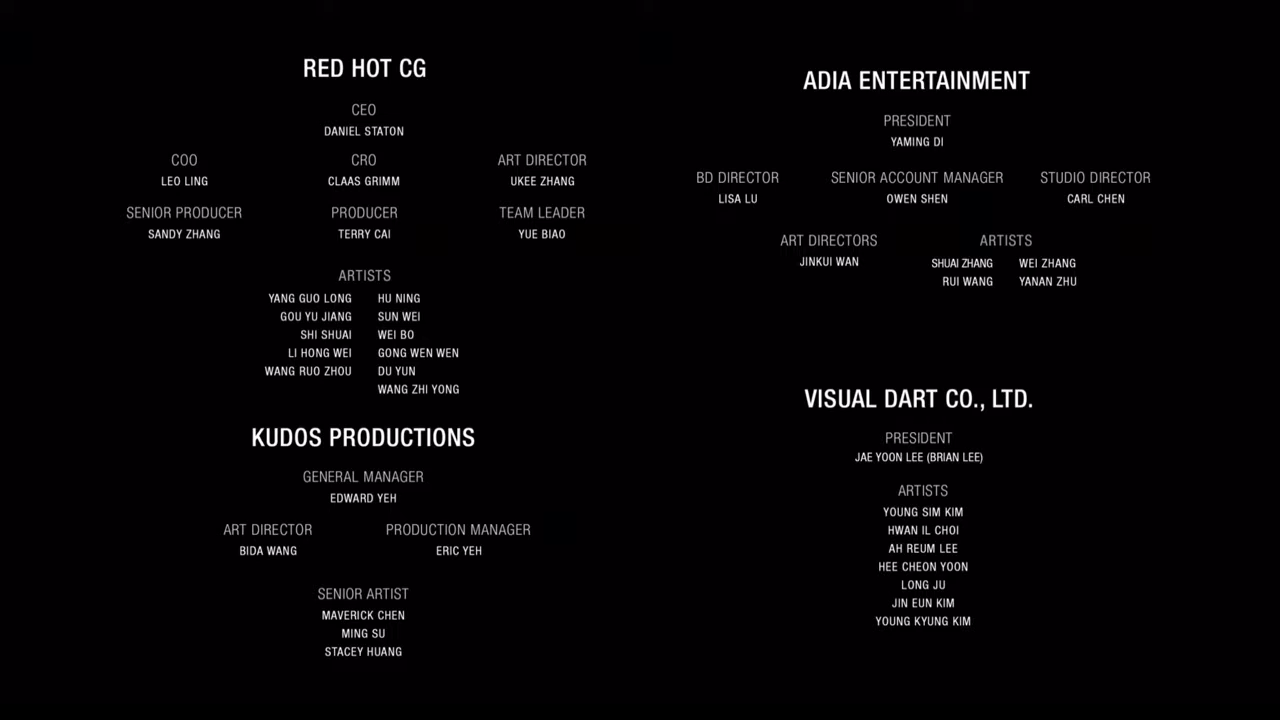 RED HOT CG
CEO
DANIEL STATON
COO CRO ART DIRECTOR
LEO LING CLAAS GRIMM UKEE ZHANG
SENIOR PRODUCER PRODUCER TEAM LEADER
SANDY ZHANG TERRY CAI YUE BIAO
ARTISTS
YANG GUO LONG HU NING
GOU YU JIANG SUN WEI
SHI SHUAI WEI BO
LI HONG WEI GONG WEN WEN
WANG RUO ZHOU DU YUN
WANG ZHI YONG
KUDOS PRODUCTIONS
GENERAL MANAGER
EDWARD YEH
ART DIRECTOR PRODUCTION MANAGER
BIDA WANG ERIC YEH
SENIOR ARTIST
MAVERICK CHEN
MING SU
STACEY HUANG
ADIA ENTERTAINMENT
PRESIDENT
YAMING DI
BD DIRECTOR SENIOR ACCOUNT MANAGER STUDIO DIRECTOR
LISA LU OWEN SHEN CARL CHEN
ART DIRECTORS ARTISTS
JINKUI WAN SHUAI ZHANG WEI ZHANG
RUI WANG YANAN ZHU
VISUAL DART CO., LTD.
PRESIDENT
JAE YOON LEE (BRIAN LEE)
ARTISTS
YOUNG SIM KIM
HWAN IL CHOI
AH REUM LEE
HEE CHEON YOON
LONG JU
JIN EUN KIM
YOUNG KYUNG KIM